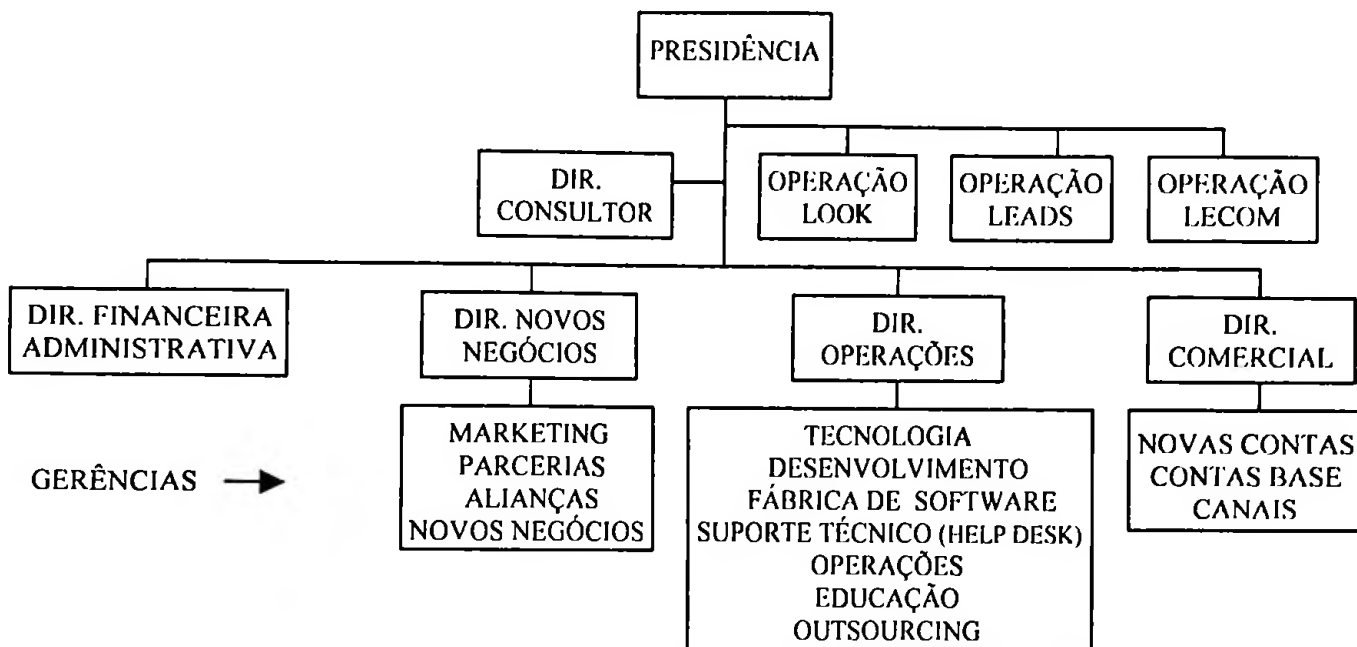 PRESIDÊNCIA
DIR.
CONSULTOR
OPERAÇÃO
LOOK
OPERAÇÃO
LEADS
OPERAÇÃO
LECOM
DIR. FINANCEIRA
ADMINISTRATIVA
DIR. NOVOS
NEGÓCIOS
DIR.
OPERAÇÕES
DIR.
COMERCIAL
GERÊNCIAS
MARKETING
PARCERIAS
ALIANÇAS
NOVOS NEGÓCIOS
TECNOLOGIA
DESENVOLVIMENTO
FÁBRICA DE SOFTWARE
SUPORTE TÉCNICO (HELP DESK)
OPERAÇÕES
EDUCAÇÃO
OUTSOURCING
NOVAS CONTAS
CONTAS BASE
CANAIS